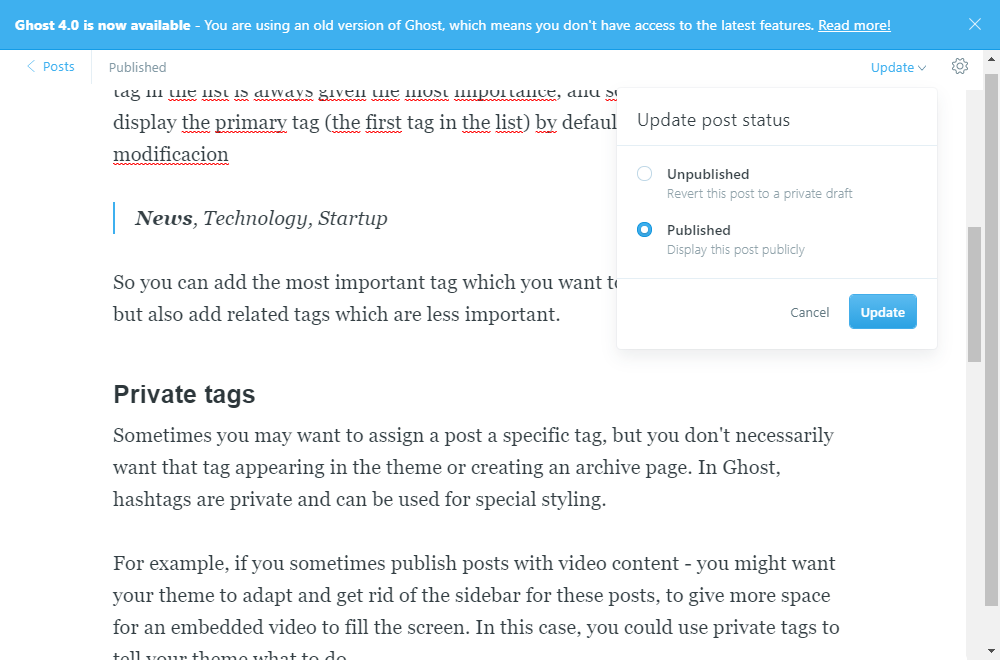 Ghost 4.0 is now available - You are using an old version of Ghost, which means you don't have access to the latest features. Read more!
Posts
Published
Update
tag in the list is always given the most importance, and
display the primary tag (the first tag in the list) by defaul
modificacion
News, Technology, Startup
So you can add the most important tag which you want to
but also add related tags which are less important.
Update post status
Unpublished
Revert this post to a private draft
Published
Display this post publicly
Cancel
Update
Private tags
Sometimes you may want to assign a post a specific tag, but you don't necessarily
want that tag appearing in the theme or creating an archive page. In Ghost,
hashtags are private and can be used for special styling.
For example, if you sometimes publish posts with video content - you might want
your theme to adapt and get rid of the sidebar for these posts, to give more space
for an embedded video to fill the screen. In this case, you could use private tags to
tell your theme what to do.